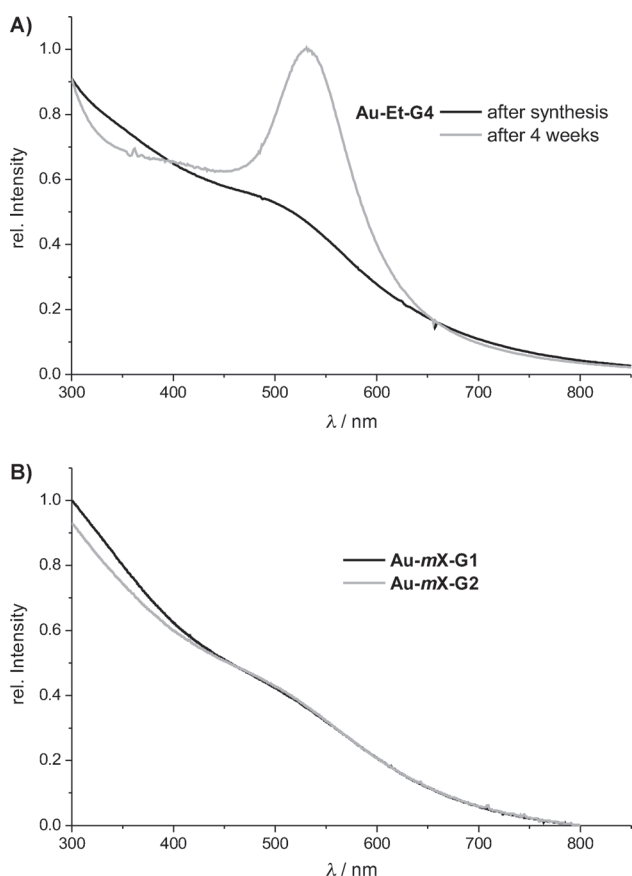 A)
1.0
0.8
0.6
0.4
0.2
0.0
rel. Intensity
Au-Et-G4
after synthesis
after 4 weeks
300 400 500 600 700 800
λ / nm
B)
1.0
0.8
0.6
0.4
0.2
0.0
rel. Intensity
Au-mX-G1
Au-mX-G2
300 400 500 600 700 800
λ / nm